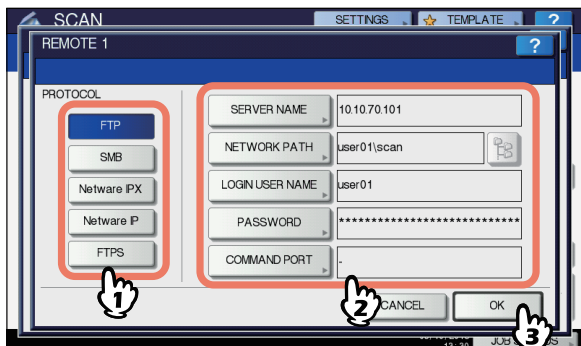 SCAN
SETTINGS
TEMPLATE
?
REMOTE 1
?
PROTOCOL
FTP
SMB
Netware IPX
Netware IP
FTPS
SERVER NAME
10.10.70.101
NETWORK PATH
user01\scan
LOGIN USER NAME
user01
PASSWORD
*****************************
COMMAND PORT
-
CANCEL
OK
1
2
3
JOB